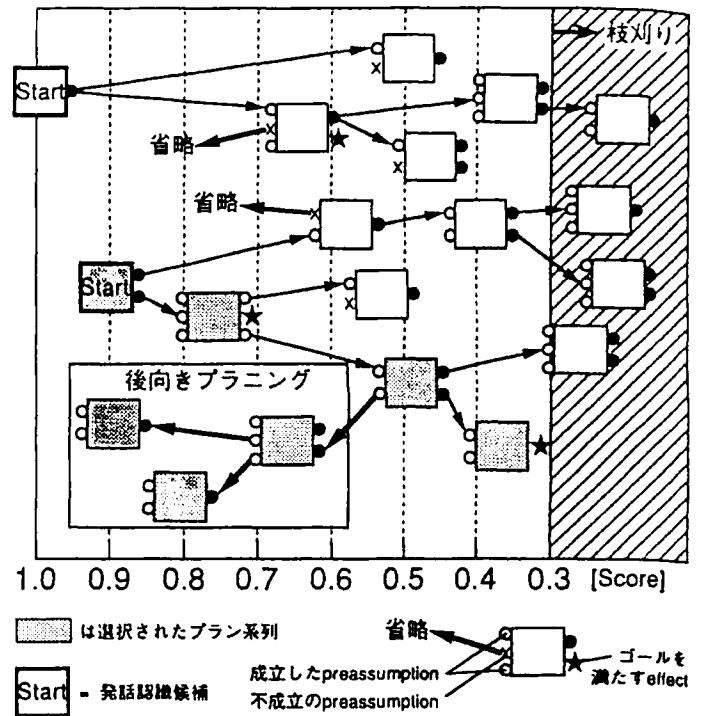 枝刈り
Start
省略
省略
Start
後向きプラニング
1.0 0.9 0.8 0.7 0.6 0.5 0.4 0.3 [Score]
は選択されたプラン系列
省略
Start = 発話認識候補
成立したpreassumption
不成立のpreassumption
ゴールを
満たすeffect